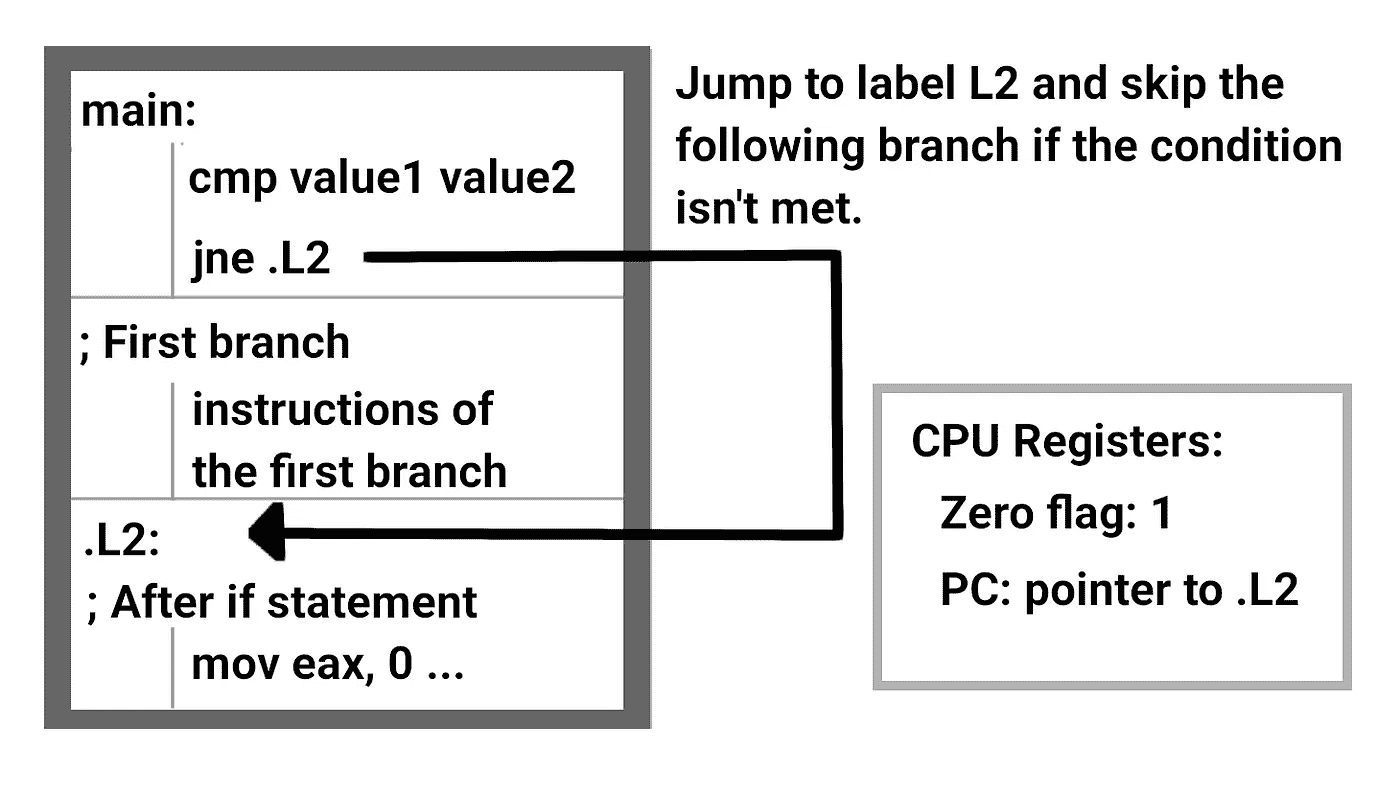 main:
cmp value1 value2
jne .L2
; First branch
instructions of
the first branch
.L2:
; After if statement
mov eax, 0 ...
Jump to label L2 and skip the
following branch if the condition
isn't met.
CPU Registers:
Zero flag: 1
PC: pointer to .L2